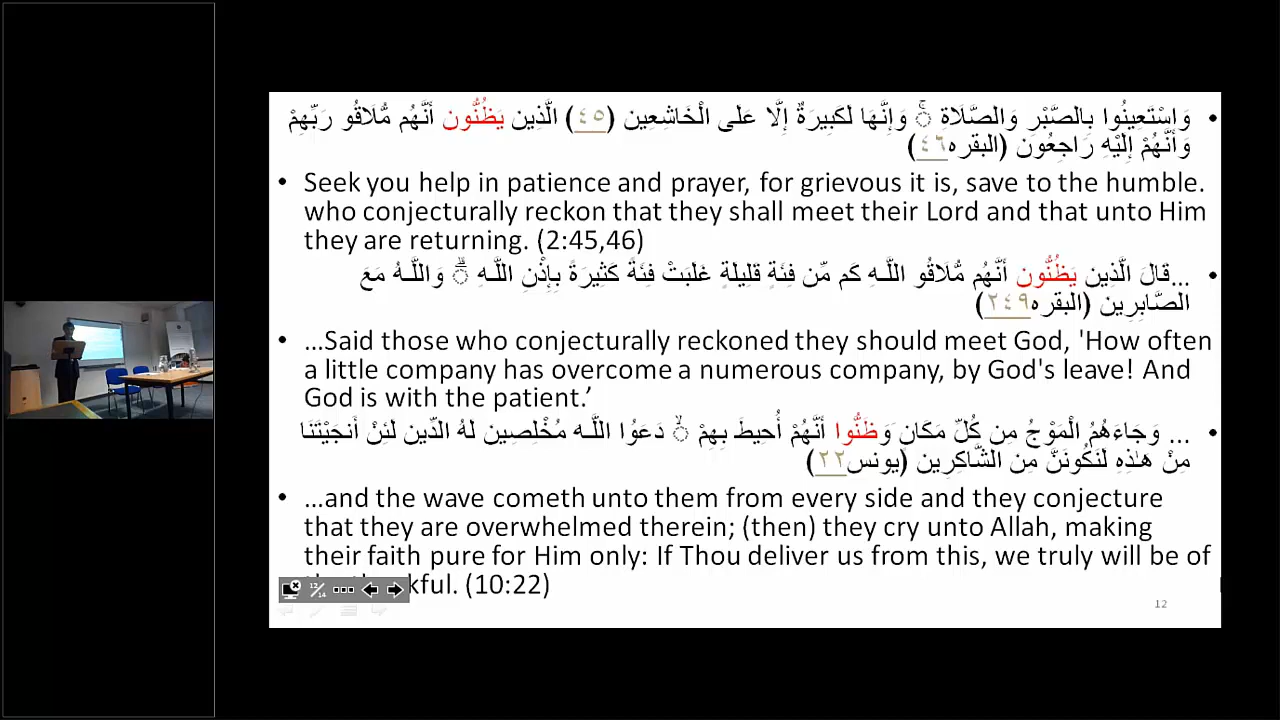 • وَاسْتَعِينُوا بِالصَّبْرِ وَالصَّلَاةِ ۚ وَإِنَّهَا لَكَبِيرَةٌ إِلَّا عَلَى الْخَاشِعِين (٤٥) الَّذِين يَظُنُّون أَنَّهُم مُّلَاقُو رَبِّهِمْ
وَأَنَّهُمْ إِلَيْهِ رَاجِعُون (البقره٤٦)
• Seek you help in patience and prayer, for grievous it is, save to the humble.
who conjecturally reckon that they shall meet their Lord and that unto Him
they are returning. (2:45,46)
• ...قَالَ الَّذِين يَظُنُّون أَنَّهُم مُّلَاقُو اللَّـهِ كَم مِّن فِئَةٍ قَلِيلَةٍ غَلَبَتْ فِئَةً كَثِيرَةً بِإِذْنِ اللَّـهِ ۗ وَاللَّـهُ مَعَ
الصَّابِرِين (البقره٢٤٩)
• …Said those who conjecturally reckoned they should meet God, 'How often
a little company has overcome a numerous company, by God's leave! And
God is with the patient.’
• ... وَجَاءَهُمُ الْمَوْجُ مِن كُلِّ مَكَانٍ وَظَنُّوا أَنَّهُمْ أُحِيطَ بِهِمْ ۙ دَعَوُا اللَّـه مُخْلِصِين لَهُ الدِّين لَئِنْ أَنجَيْتَنَا
مِنْ هَـٰذِهِ لَنَكُونَنَّ مِن الشَّاكِرِين (يونس٢٢)
• …and the wave cometh unto them from every side and they conjecture
that they are overwhelmed therein; (then) they cry unto Allah, making
their faith pure for Him only: If Thou deliver us from this, we truly will be of
kful. (10:22)
12/14
12